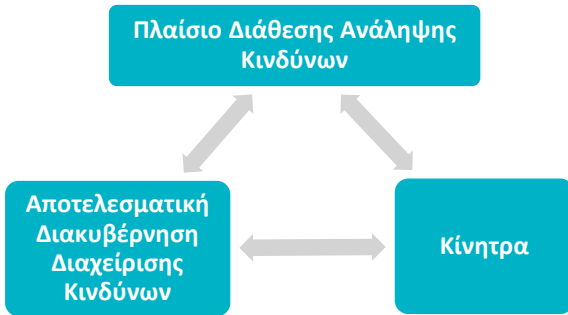 Πλαίσιο Διάθεσης Ανάληψης
Κινδύνων
Αποτελεσματική
Διακυβέρνηση
Διαχείρισης
Κινδύνων
Κίνητρα